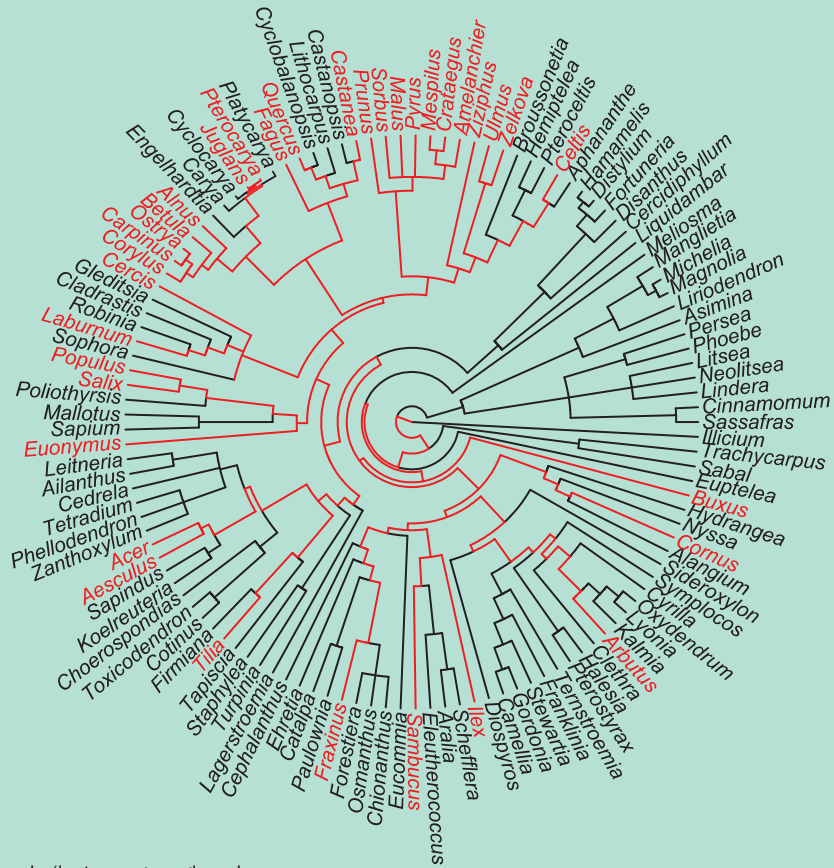 Cyclobalanopsis
Lithocarpus
Castanopsis
Castanea
Prunus
Sorbus
Malus
Pyrus
Mespilus
Crataegus
Amelanchier
Ziziphus
Ulmus
Zelkova
Broussonetia
Hemiptelea
Pteroceltis
Celtis
Aphananthe
Hamamelis
Distylium
Fortuneria
Disanthus
Cercidiphyllum
Liquidambar
Meliosma
Manglietia
Michelia
Magnolia
Liriodendron
Asimina
Persea
Phoebe
Litsea
Neolitsea
Lindera
Cinnamomum
Sassafras
Illicium
Trachycarpus
Sabal
Euptelea
Buxus
Hydrangea
Nyssa
Cornus
Alangium
Sideroxylon
Symplocos
Cyrilla
Oxydendrum
Lyonia
Kalmia
Arbutus
Clethra
Halesia
Pterostyrax
Ternstroemia
Franklinia
Stewartia
Gordonia
Camellia
Diospyros
Ilex
Schefflera
Aralia
Eleutherococcus
Sambucus
Eucommia
Chionanthus
Osmanthus
Forestiera
Fraxinus
Paulownia
Catalpa
Ehretia
Cephalanthus
Lagerstroemia
Turpinia
Staphylea
Tapiscia
Tilia
Firmiana
Cotinus
Toxicodendron
Choerospondias
Koelreuteria
Sapindus
Aesculus
Acer
Zanthoxylum
Phellodendron
Tetradium
Cedrela
Ailanthus
Leitneria
Euonymus
Sapium
Mallotus
Poliothyrsis
Salix
Populus
Sophora
Laburnum
Robinia
Cladrastis
Gleditsia
Cercis
Corylus
Carpinus
Ostrya
Betula
Alnus
Engelhardtia
Carya
Cyclocarya
Juglans
Pterocarya
Platycarya
Fagus
Quercus